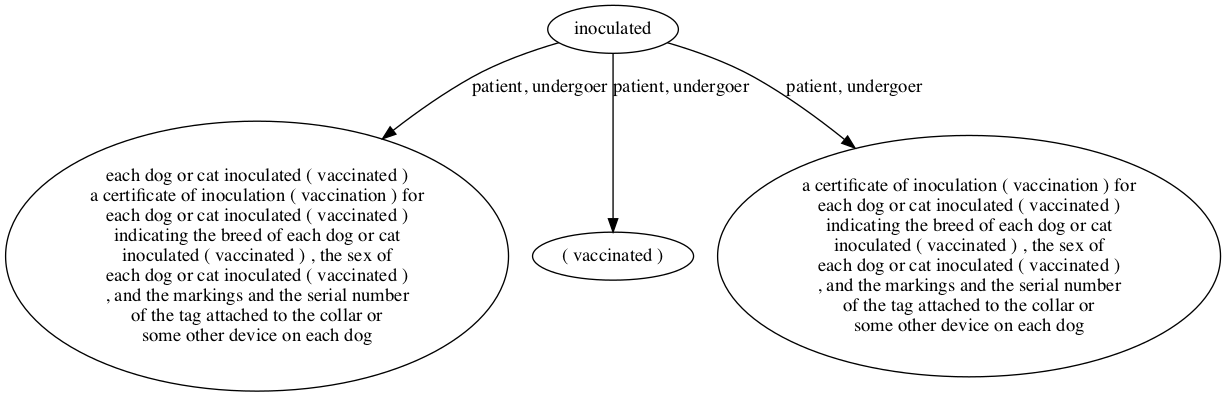 inoculated
patient, undergoer
patient, undergoer
patient, undergoer
each dog or cat inoculated ( vaccinated )
a certificate of inoculation ( vaccination ) for
each dog or cat inoculated ( vaccinated )
indicating the breed of each dog or cat
inoculated ( vaccinated ) , the sex of
each dog or cat inoculated ( vaccinated )
, and the markings and the serial number
of the tag attached to the collar or
some other device on each dog
( vaccinated )
a certificate of inoculation ( vaccination ) for
each dog or cat inoculated ( vaccinated )
indicating the breed of each dog or cat
inoculated ( vaccinated ) , the sex of
each dog or cat inoculated ( vaccinated )
, and the markings and the serial number
of the tag attached to the collar or
some other device on each dog